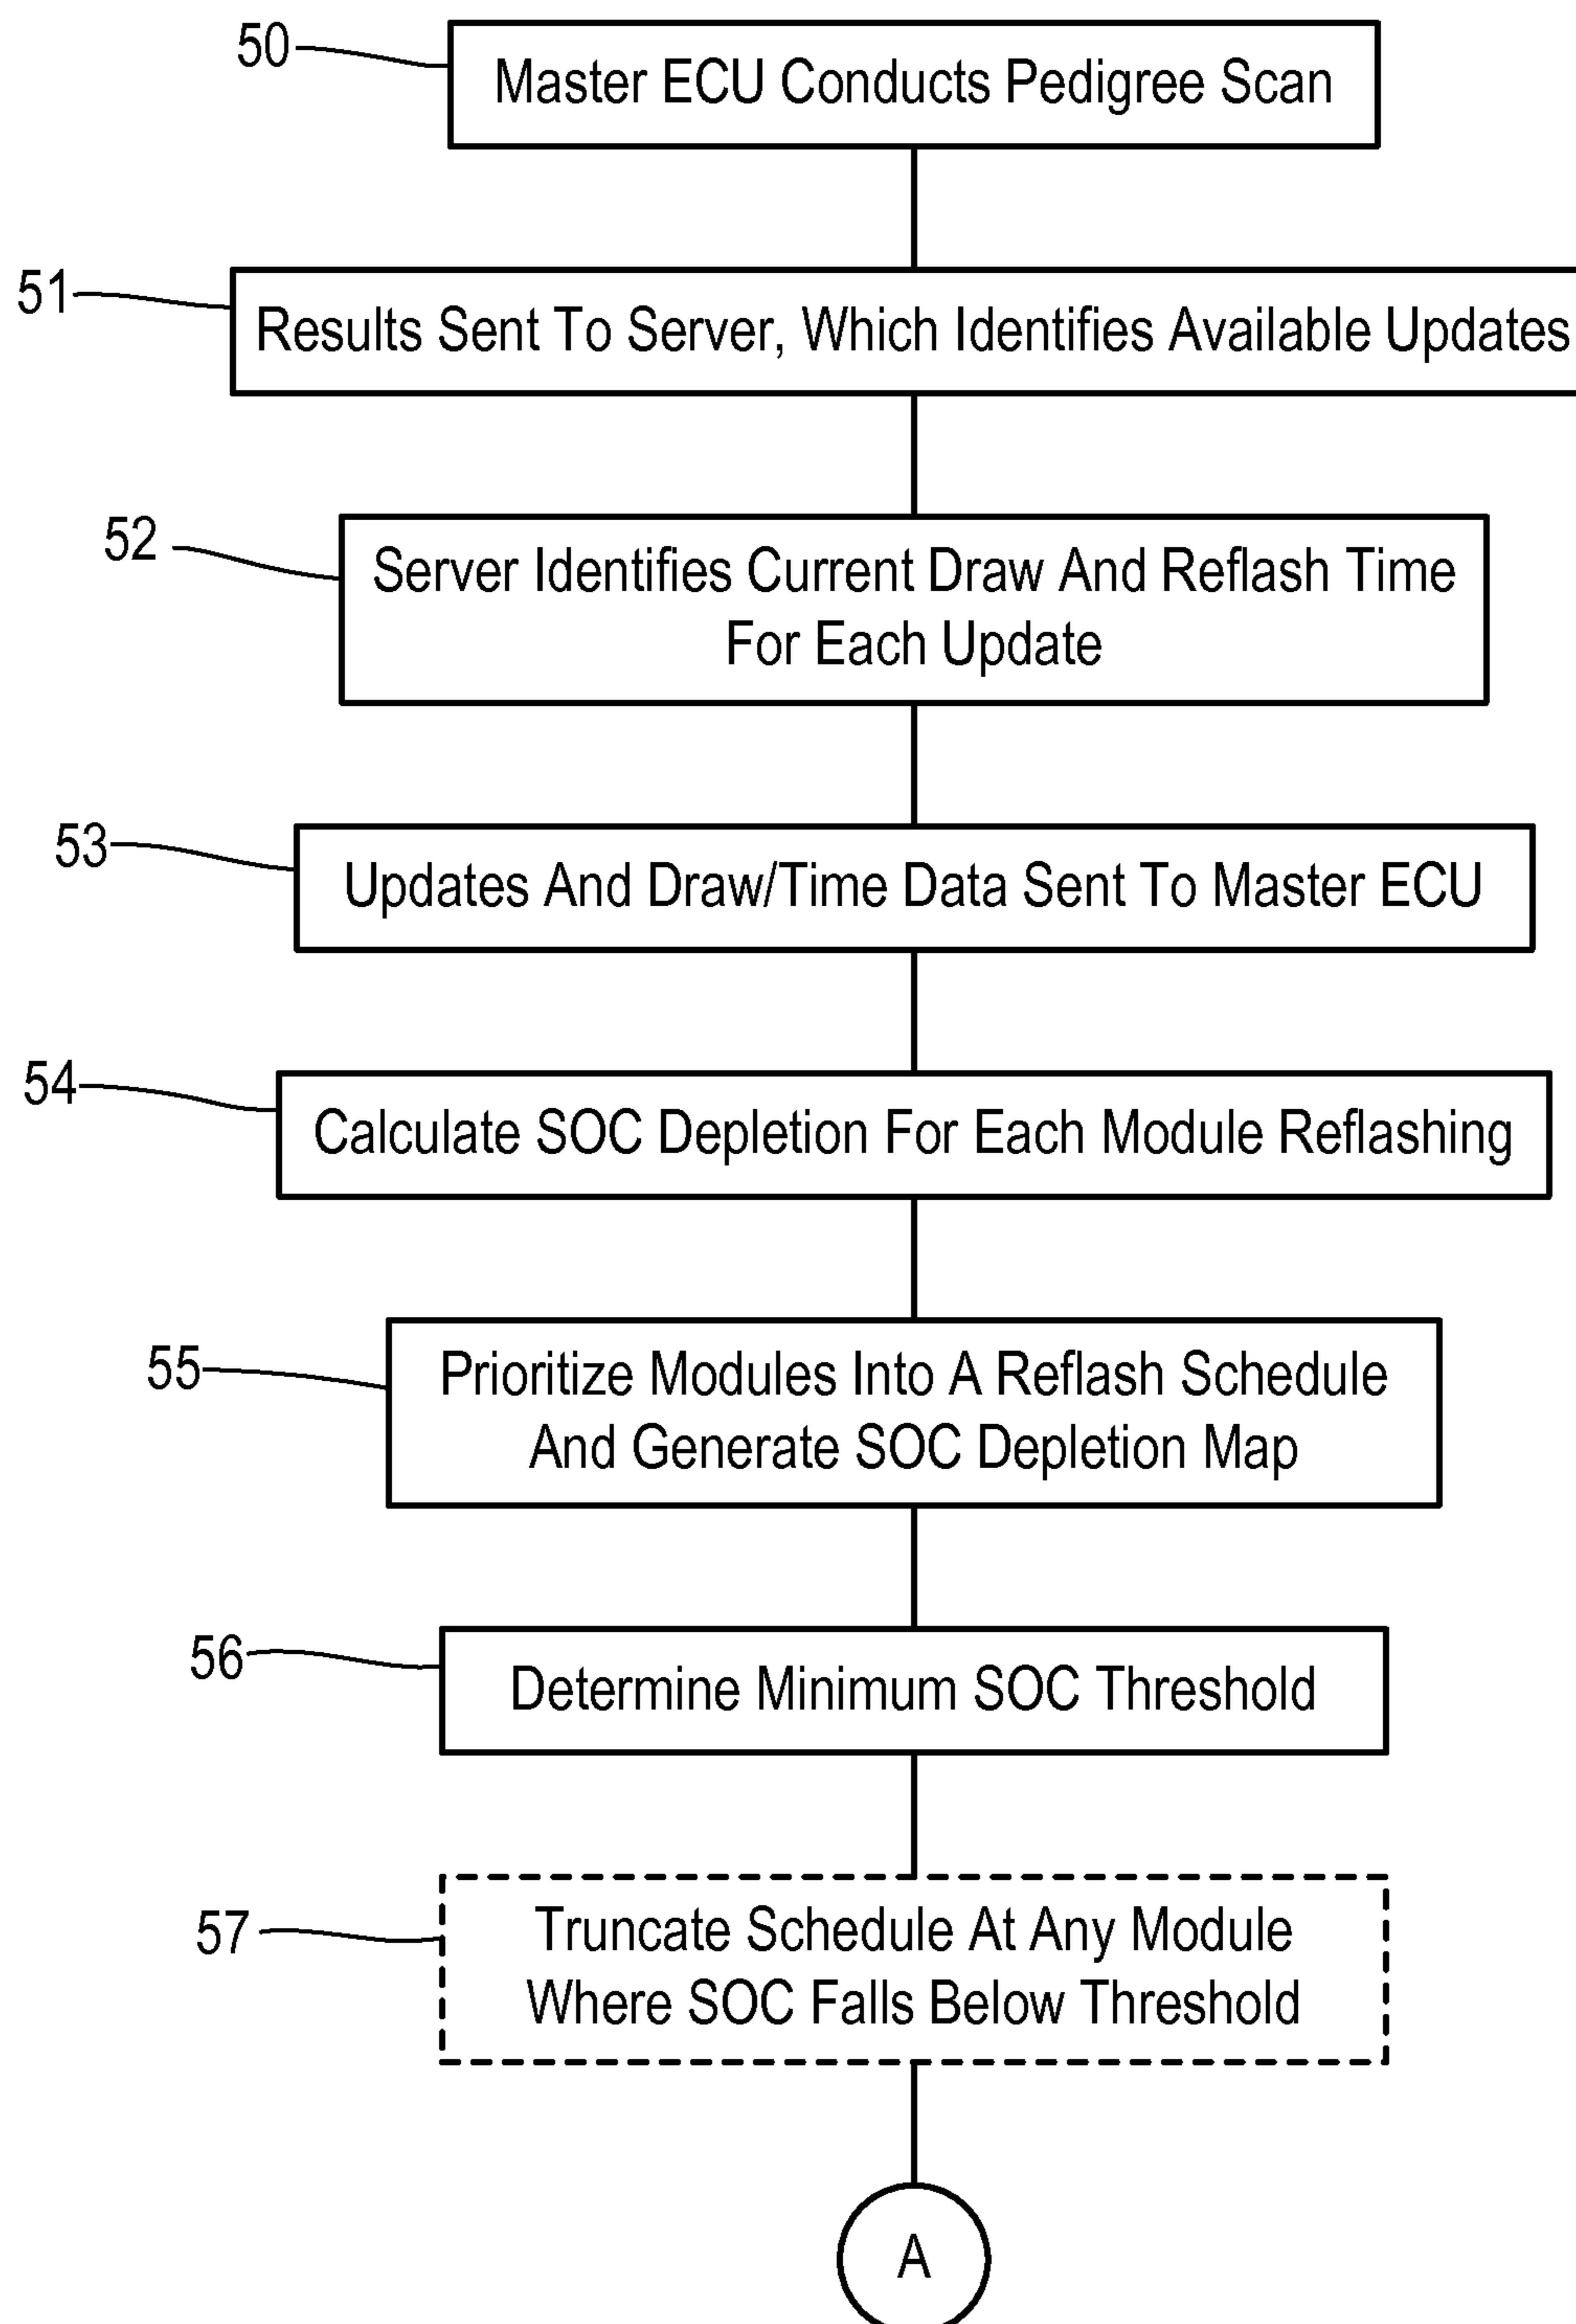 50
Master ECU Conducts Pedigree Scan
51
Results Sent To Server, Which Identifies Available Updates
52
Server Identifies Current Draw And Reflash Time
For Each Update
53
Updates And Draw/Time Data Sent To Master ECU
54
Calculate SOC Depletion For Each Module Reflashing
55
Prioritize Modules Into A Reflash Schedule
And Generate SOC Depletion Map
56
Determine Minimum SOC Threshold
57
Truncate Schedule At Any Module
Where SOC Falls Below Threshold
A